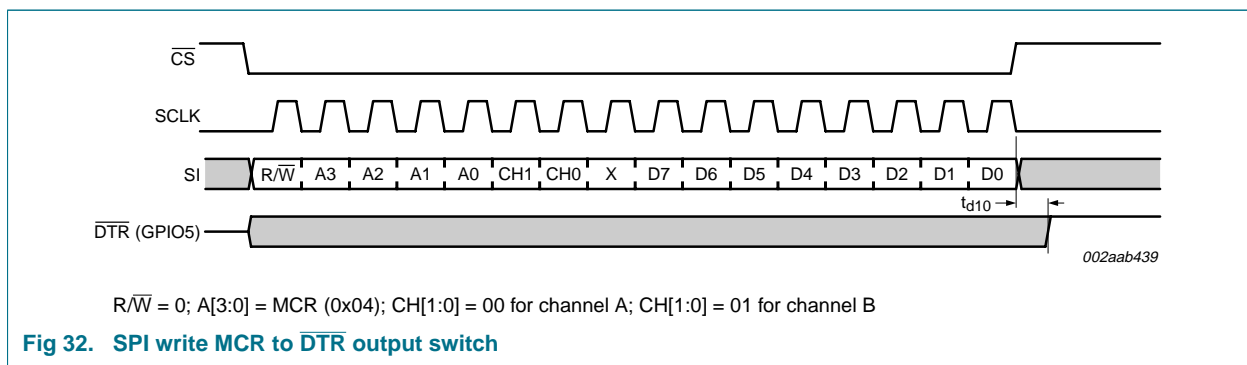 CS
SCLK
SI R/W A3 A2 A1 A0 CH1 CH0 X D7 D6 D5 D4 D3 D2 D1 D0
td10
DTR (GPIO5)
002aab439
R/W = 0; A[3:0] = MCR (0x04); CH[1:0] = 00 for channel A; CH[1:0] = 01 for channel B
Fig 32. SPI write MCR to DTR output switch